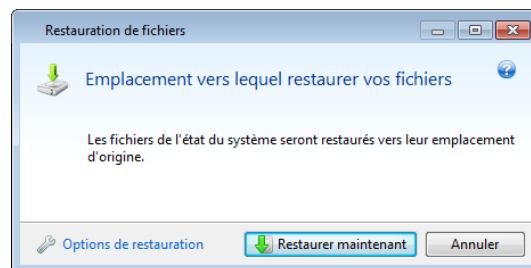 Restauration de fichiers
Emplacement vers lequel restaurer vos fichiers
Les fichiers de l'état du système seront restaurés vers leur emplacement
d'origine.
Options de restauration
Restaurer maintenant
Annuler